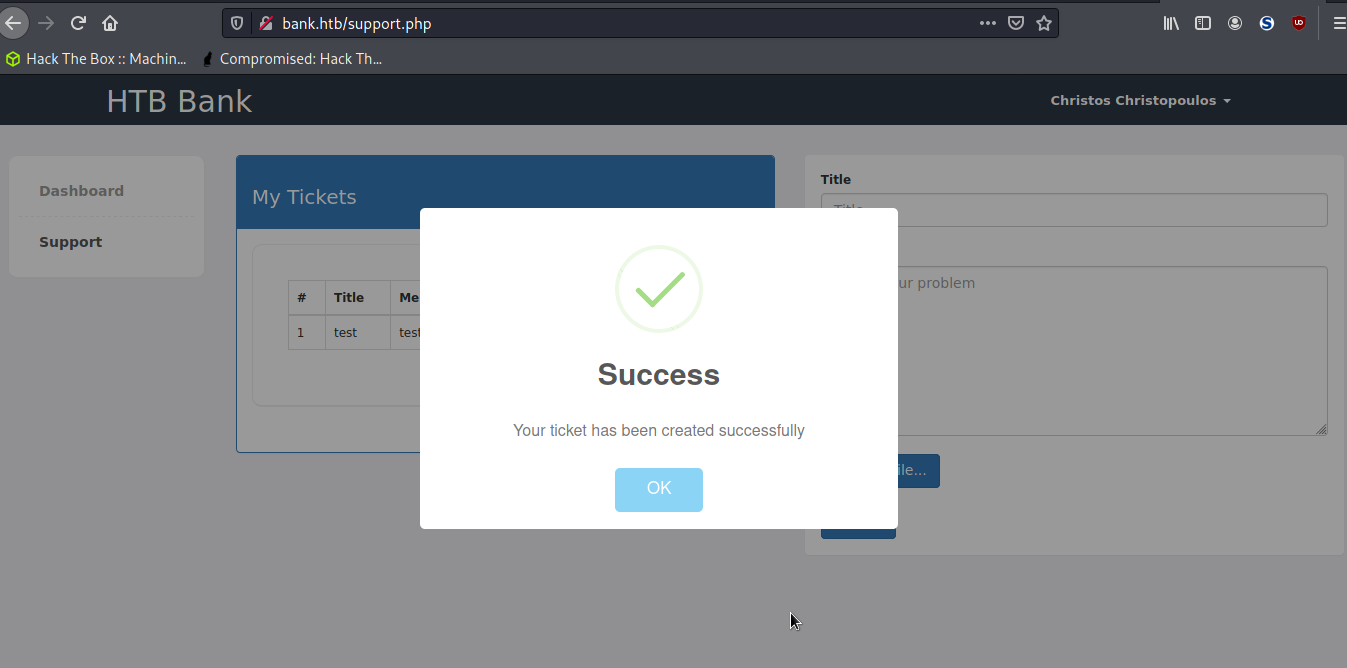 bank.htb/support.php
Hack The Box :: Machin... Compromised: Hack Th...
HTB Bank
Christos Christopoulos
Dashboard
Support
My Tickets
# Title Me
1 test test
Title
Title
ur problem
ile...
Success
Your ticket has been created successfully
OK